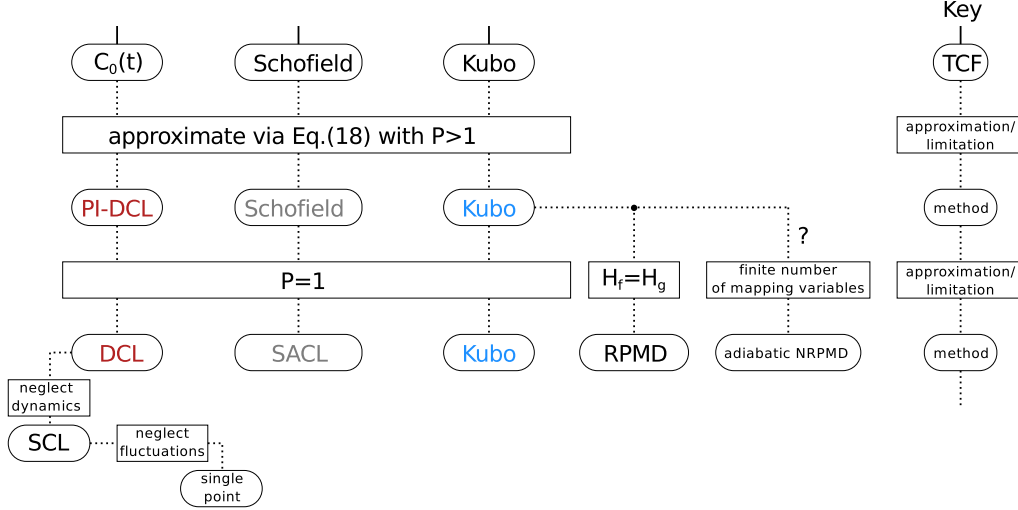 Key
C₀(t) Schofield Kubo TCF
approximate via Eq.(18) with P>1
approximation/
limitation
PI-DCL Schofield Kubo method
?
P=1
H_f=H_g
finite number
of mapping variables
approximation/
limitation
DCL SACL Kubo RPMD adiabatic NRPMD method
neglect
dynamics
SCL
neglect
fluctuations
single
point